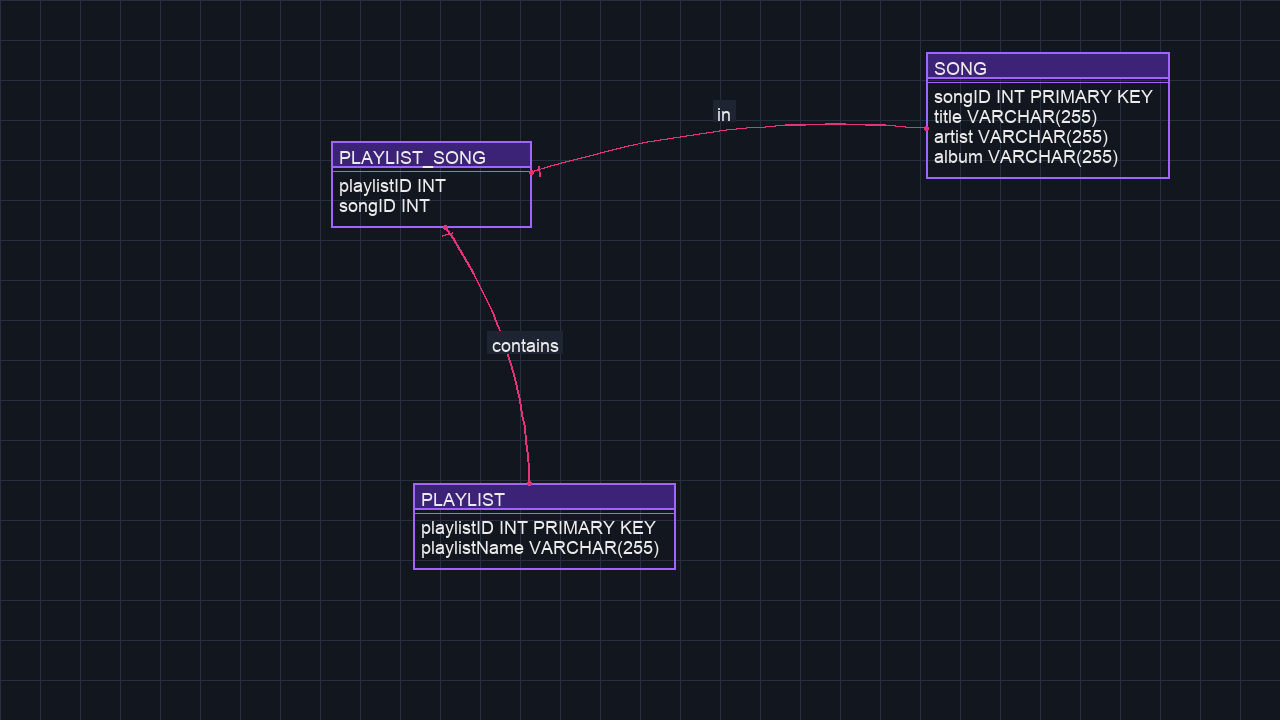 SONG
songID INT PRIMARY KEY
title VARCHAR(255)
artist VARCHAR(255)
album VARCHAR(255)
in
PLAYLIST_SONG
playlistID INT
songID INT
contains
PLAYLIST
playlistID INT PRIMARY KEY
playlistName VARCHAR(255)